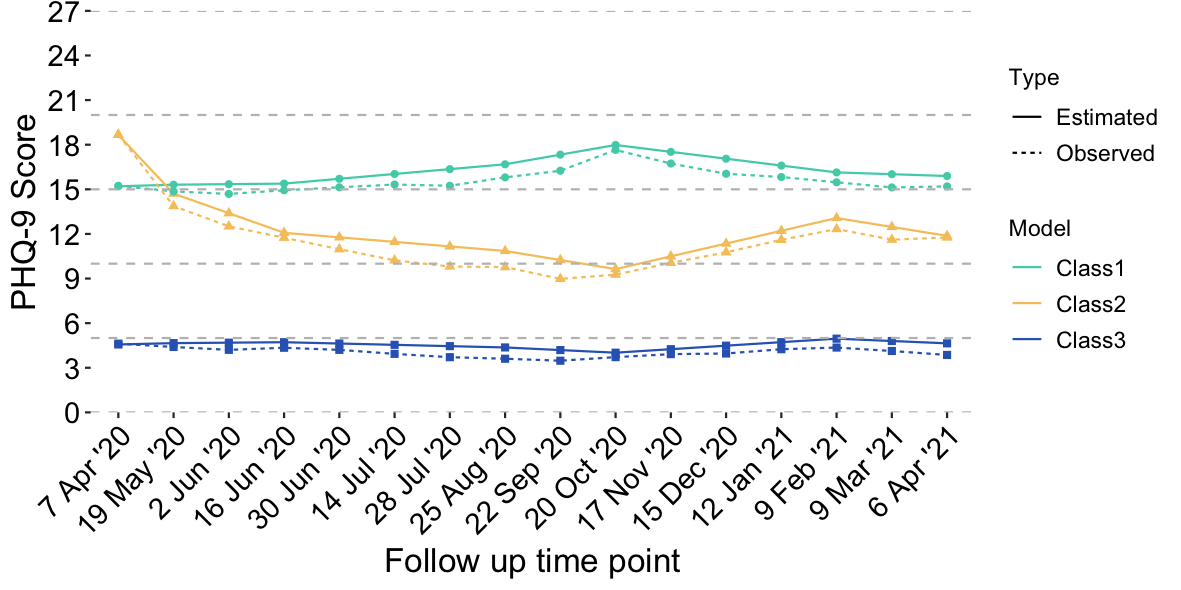 PHQ-9 Score
27
24
21
18
15
12
9
6
3
0
7 Apr '20
19 May '20
2 Jun '20
16 Jun '20
30 Jun '20
14 Jul '20
28 Jul '20
25 Aug '20
22 Sep '20
20 Oct '20
17 Nov '20
15 Dec '20
12 Jan '21
9 Feb '21
9 Mar '21
6 Apr '21
Follow up time point
Type
Estimated
Observed
Model
Class1
Class2
Class3